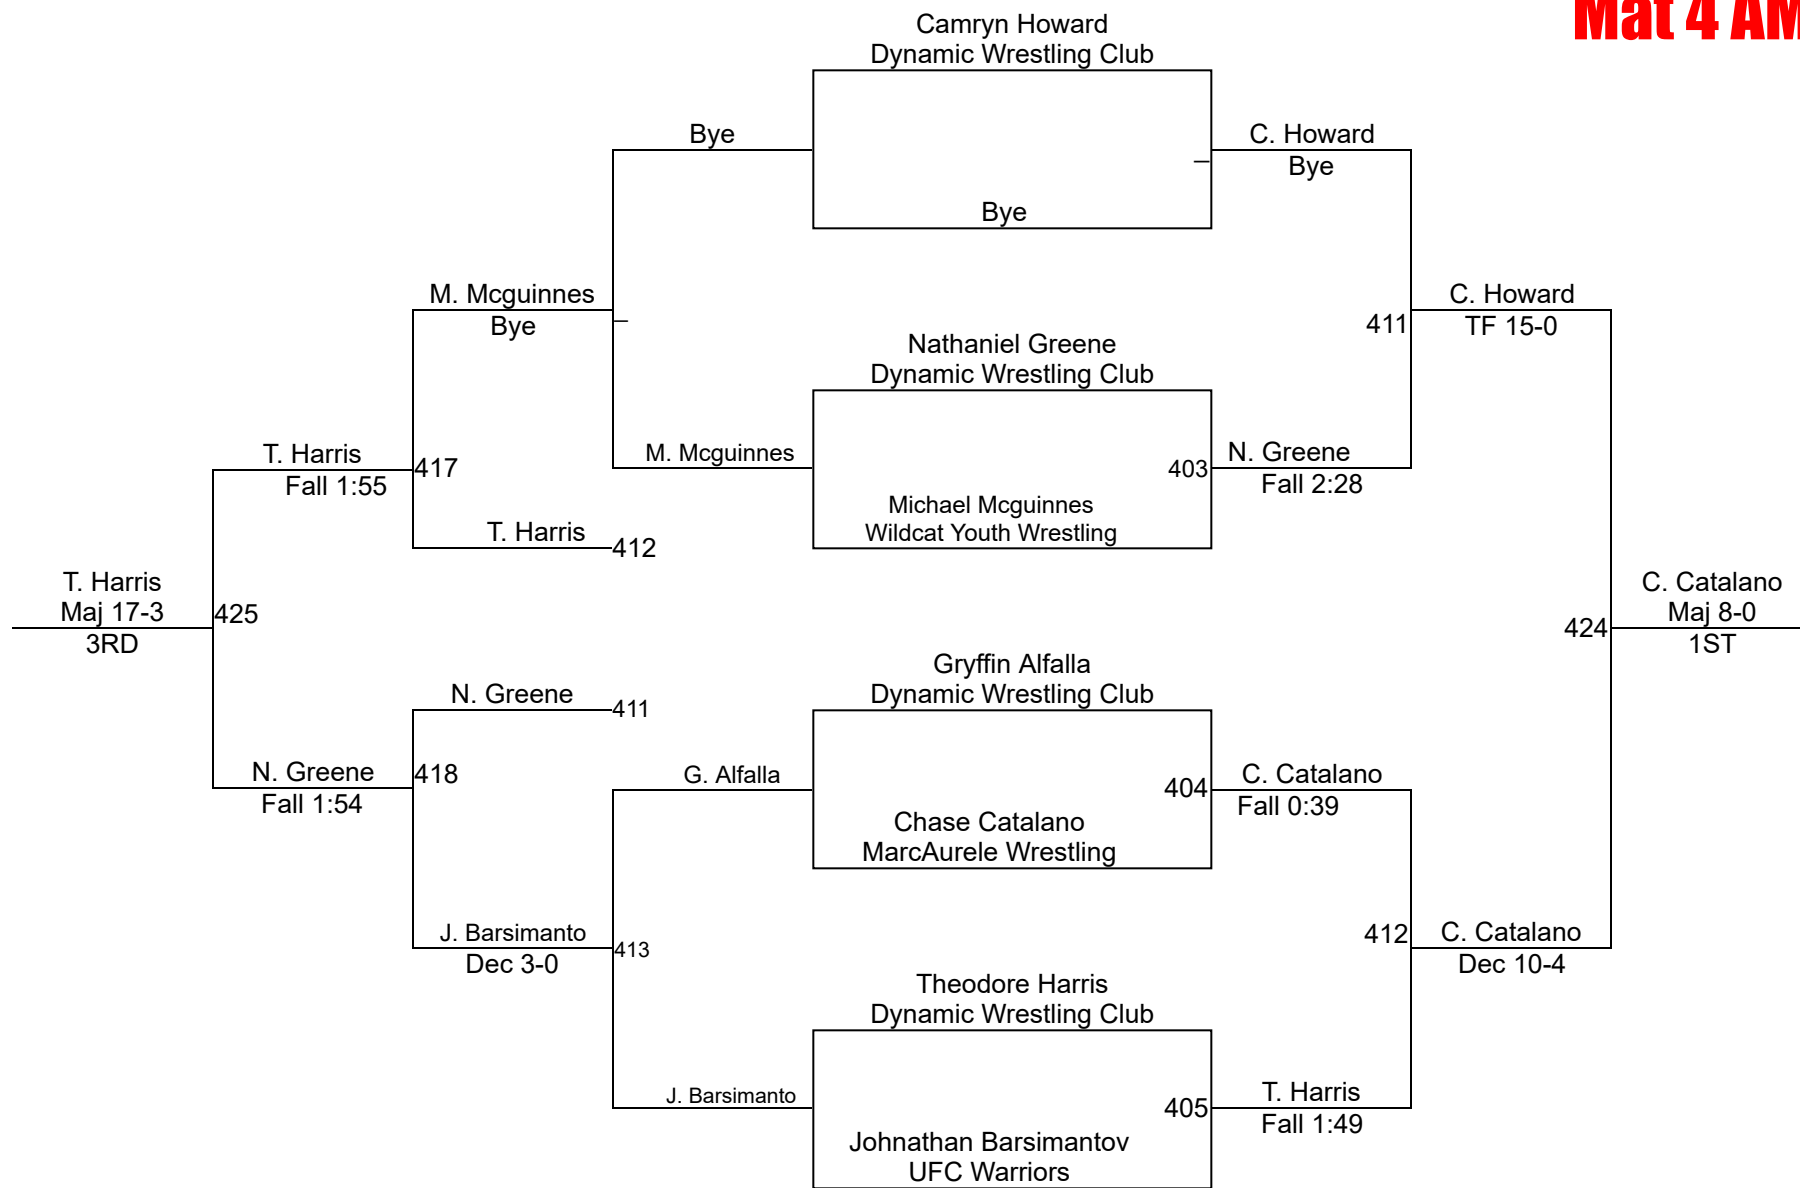 Mat 4 AM
Camryn Howard
Dynamic Wrestling Club
Bye
C. Howard
Bye
Bye
M. Mcguinnes
Bye
C. Howard
TF 15-0
411
Nathaniel Greene
Dynamic Wrestling Club
M. Mcguinnes
403
N. Greene
Fall 2:28
Michael Mcguinnes
Wildcat Youth Wrestling
T. Harris
Fall 1:55
417
T. Harris
412
T. Harris
Maj 17-3
3RD
425
C. Catalano
Maj 8-0
1ST
424
Gryffin Alfalla
Dynamic Wrestling Club
N. Greene
411
N. Greene
Fall 1:54
418
G. Alfalla
404
C. Catalano
Fall 0:39
Chase Catalano
MarcAurele Wrestling
J. Barsimanto
Dec 3-0
413
412
C. Catalano
Dec 10-4
Theodore Harris
Dynamic Wrestling Club
J. Barsimanto
405
T. Harris
Fall 1:49
Johnathan Barsimantov
UFC Warriors